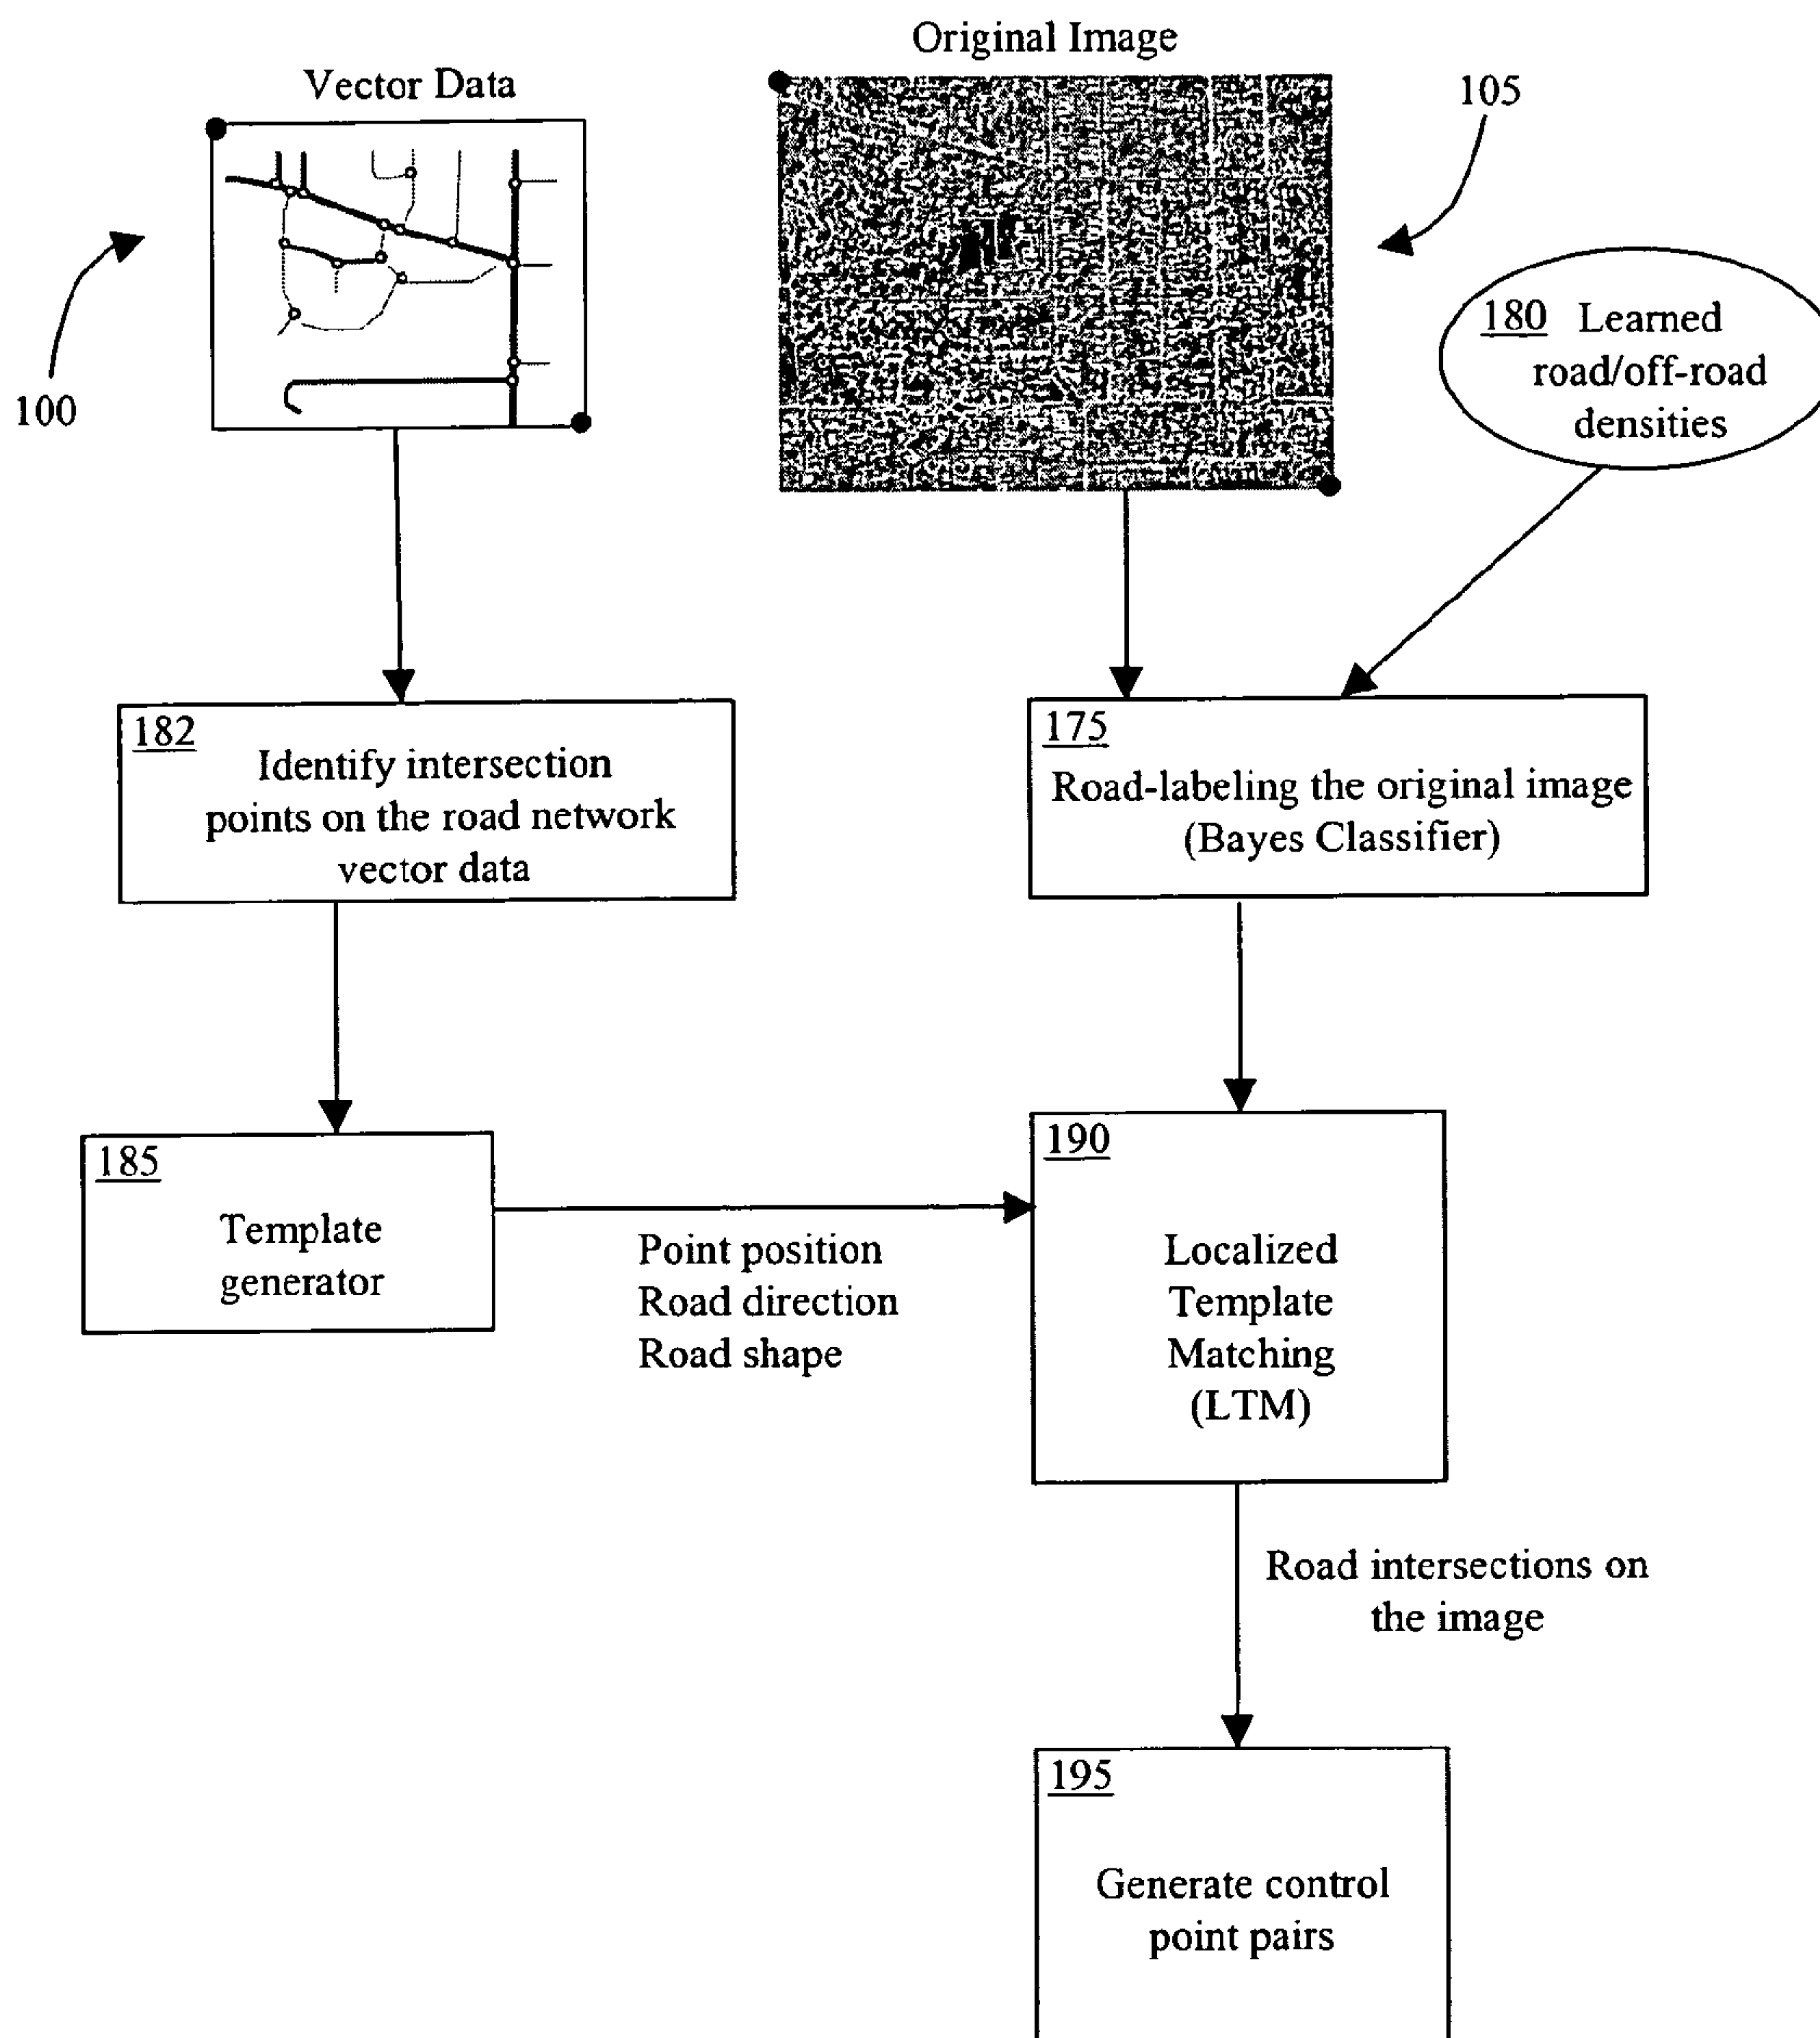 Original Image
Vector Data
105
100
180 Learned
road/off-road
densities
182
Identify intersection
points on the road network
vector data
175
Road-labeling the original image
(Bayes Classifier)
185
Template
generator
Point position
Road direction
Road shape
190
Localized
Template
Matching
(LTM)
Road intersections on
the image
195
Generate control
point pairs